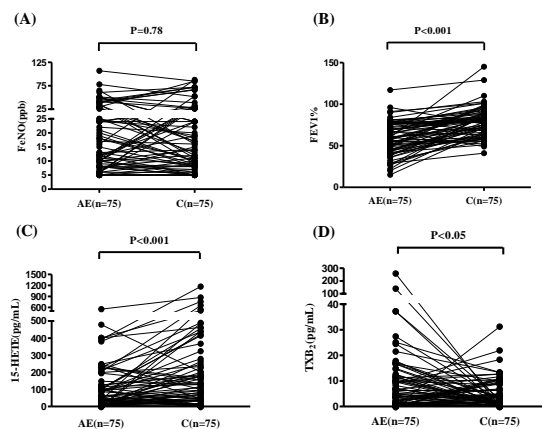 (A)
P=0.78
125
75
25
25
20
15
10
5
0
FeNO(ppb)
AE(n=75)
C(n=75)
(B)
P<0.001
150
100
50
0
FEV1%
AE(n=75)
C(n=75)
(C)
P<0.001
1500
1200
900
600
500
400
300
200
100
0
15-HETE(pg/mL)
AE(n=75)
C(n=75)
(D)
P<0.05
300
200
100
40
30
20
10
0
TXB₂(pg/mL)
AE(n=75)
C(n=75)